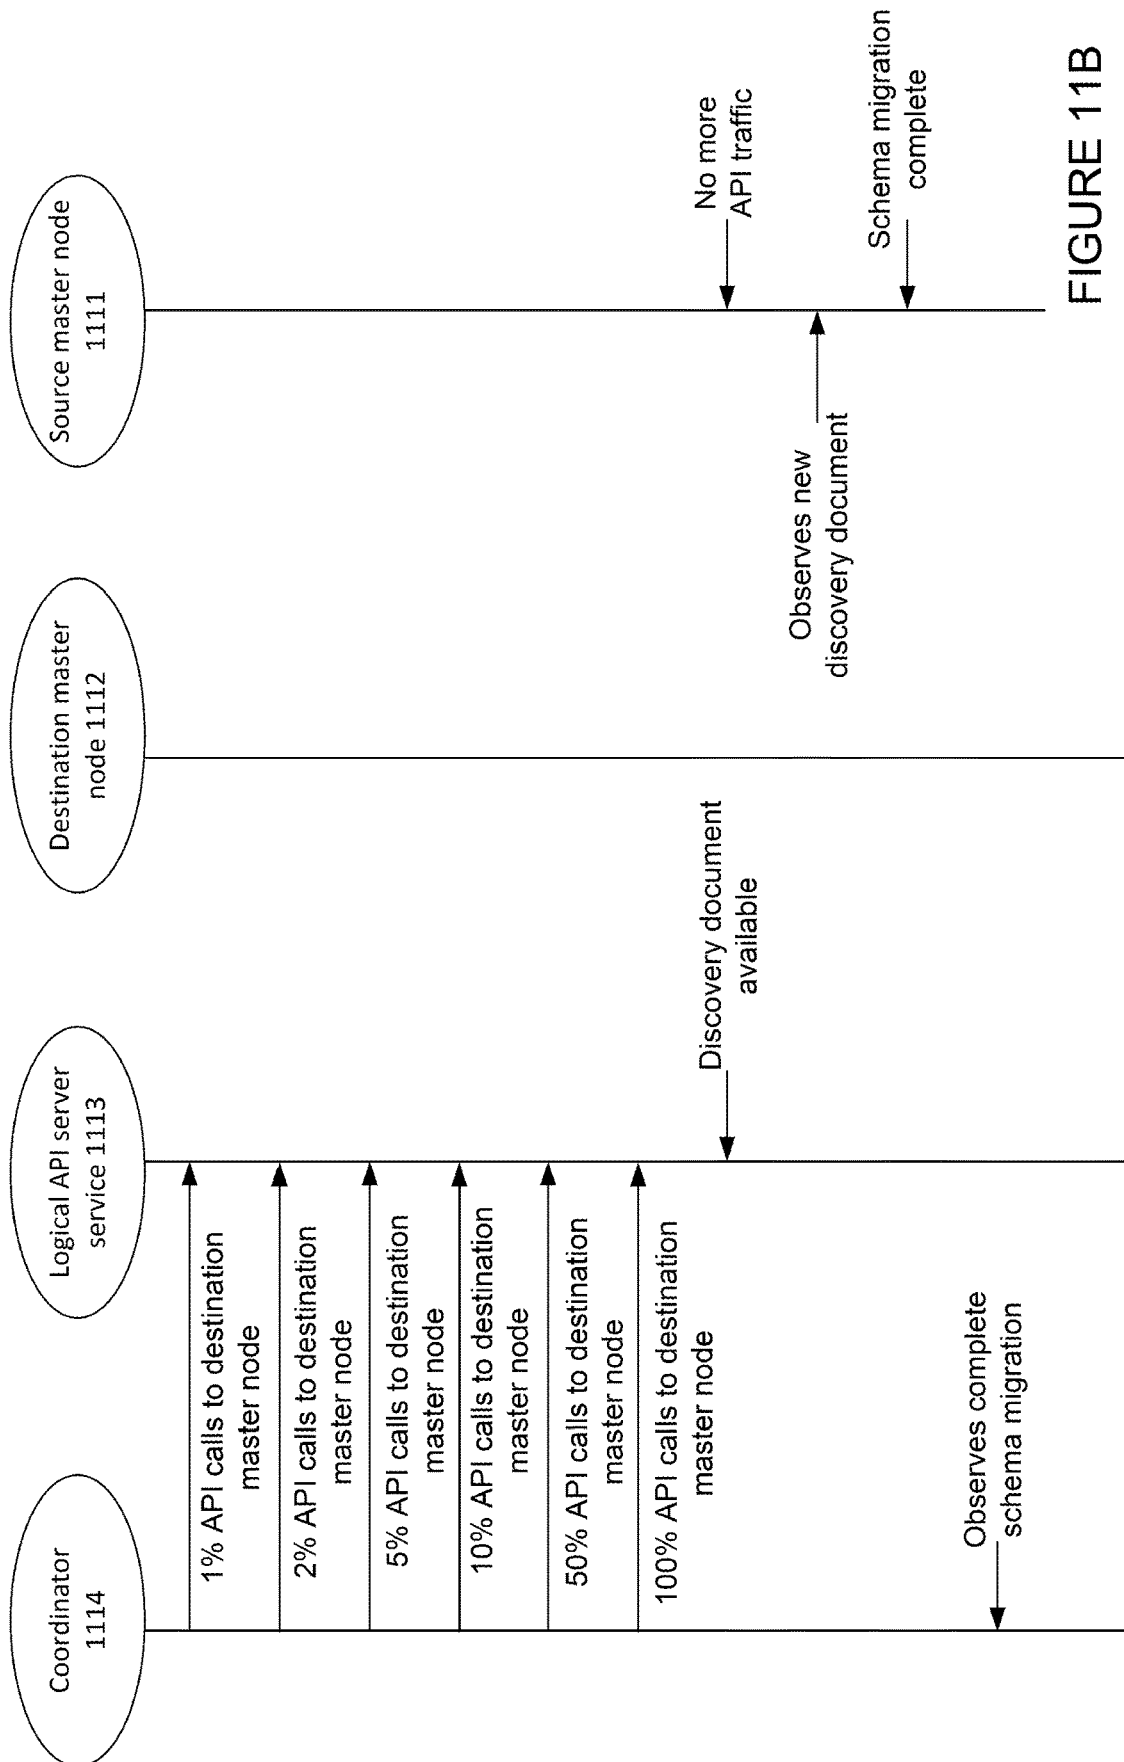 Coordinator
1114
Logical API server
service 1113
Destination master
node 1112
Source master node
1111
1% API calls to destination
master node
2% API calls to destination
master node
5% API calls to destination
master node
10% API calls to destination
master node
50% API calls to destination
master node
100% API calls to destination
master node
Discovery document
available
No more
API traffic
Observes new
discovery document
Schema migration
complete
Observes complete
schema migration
FIGURE 11B